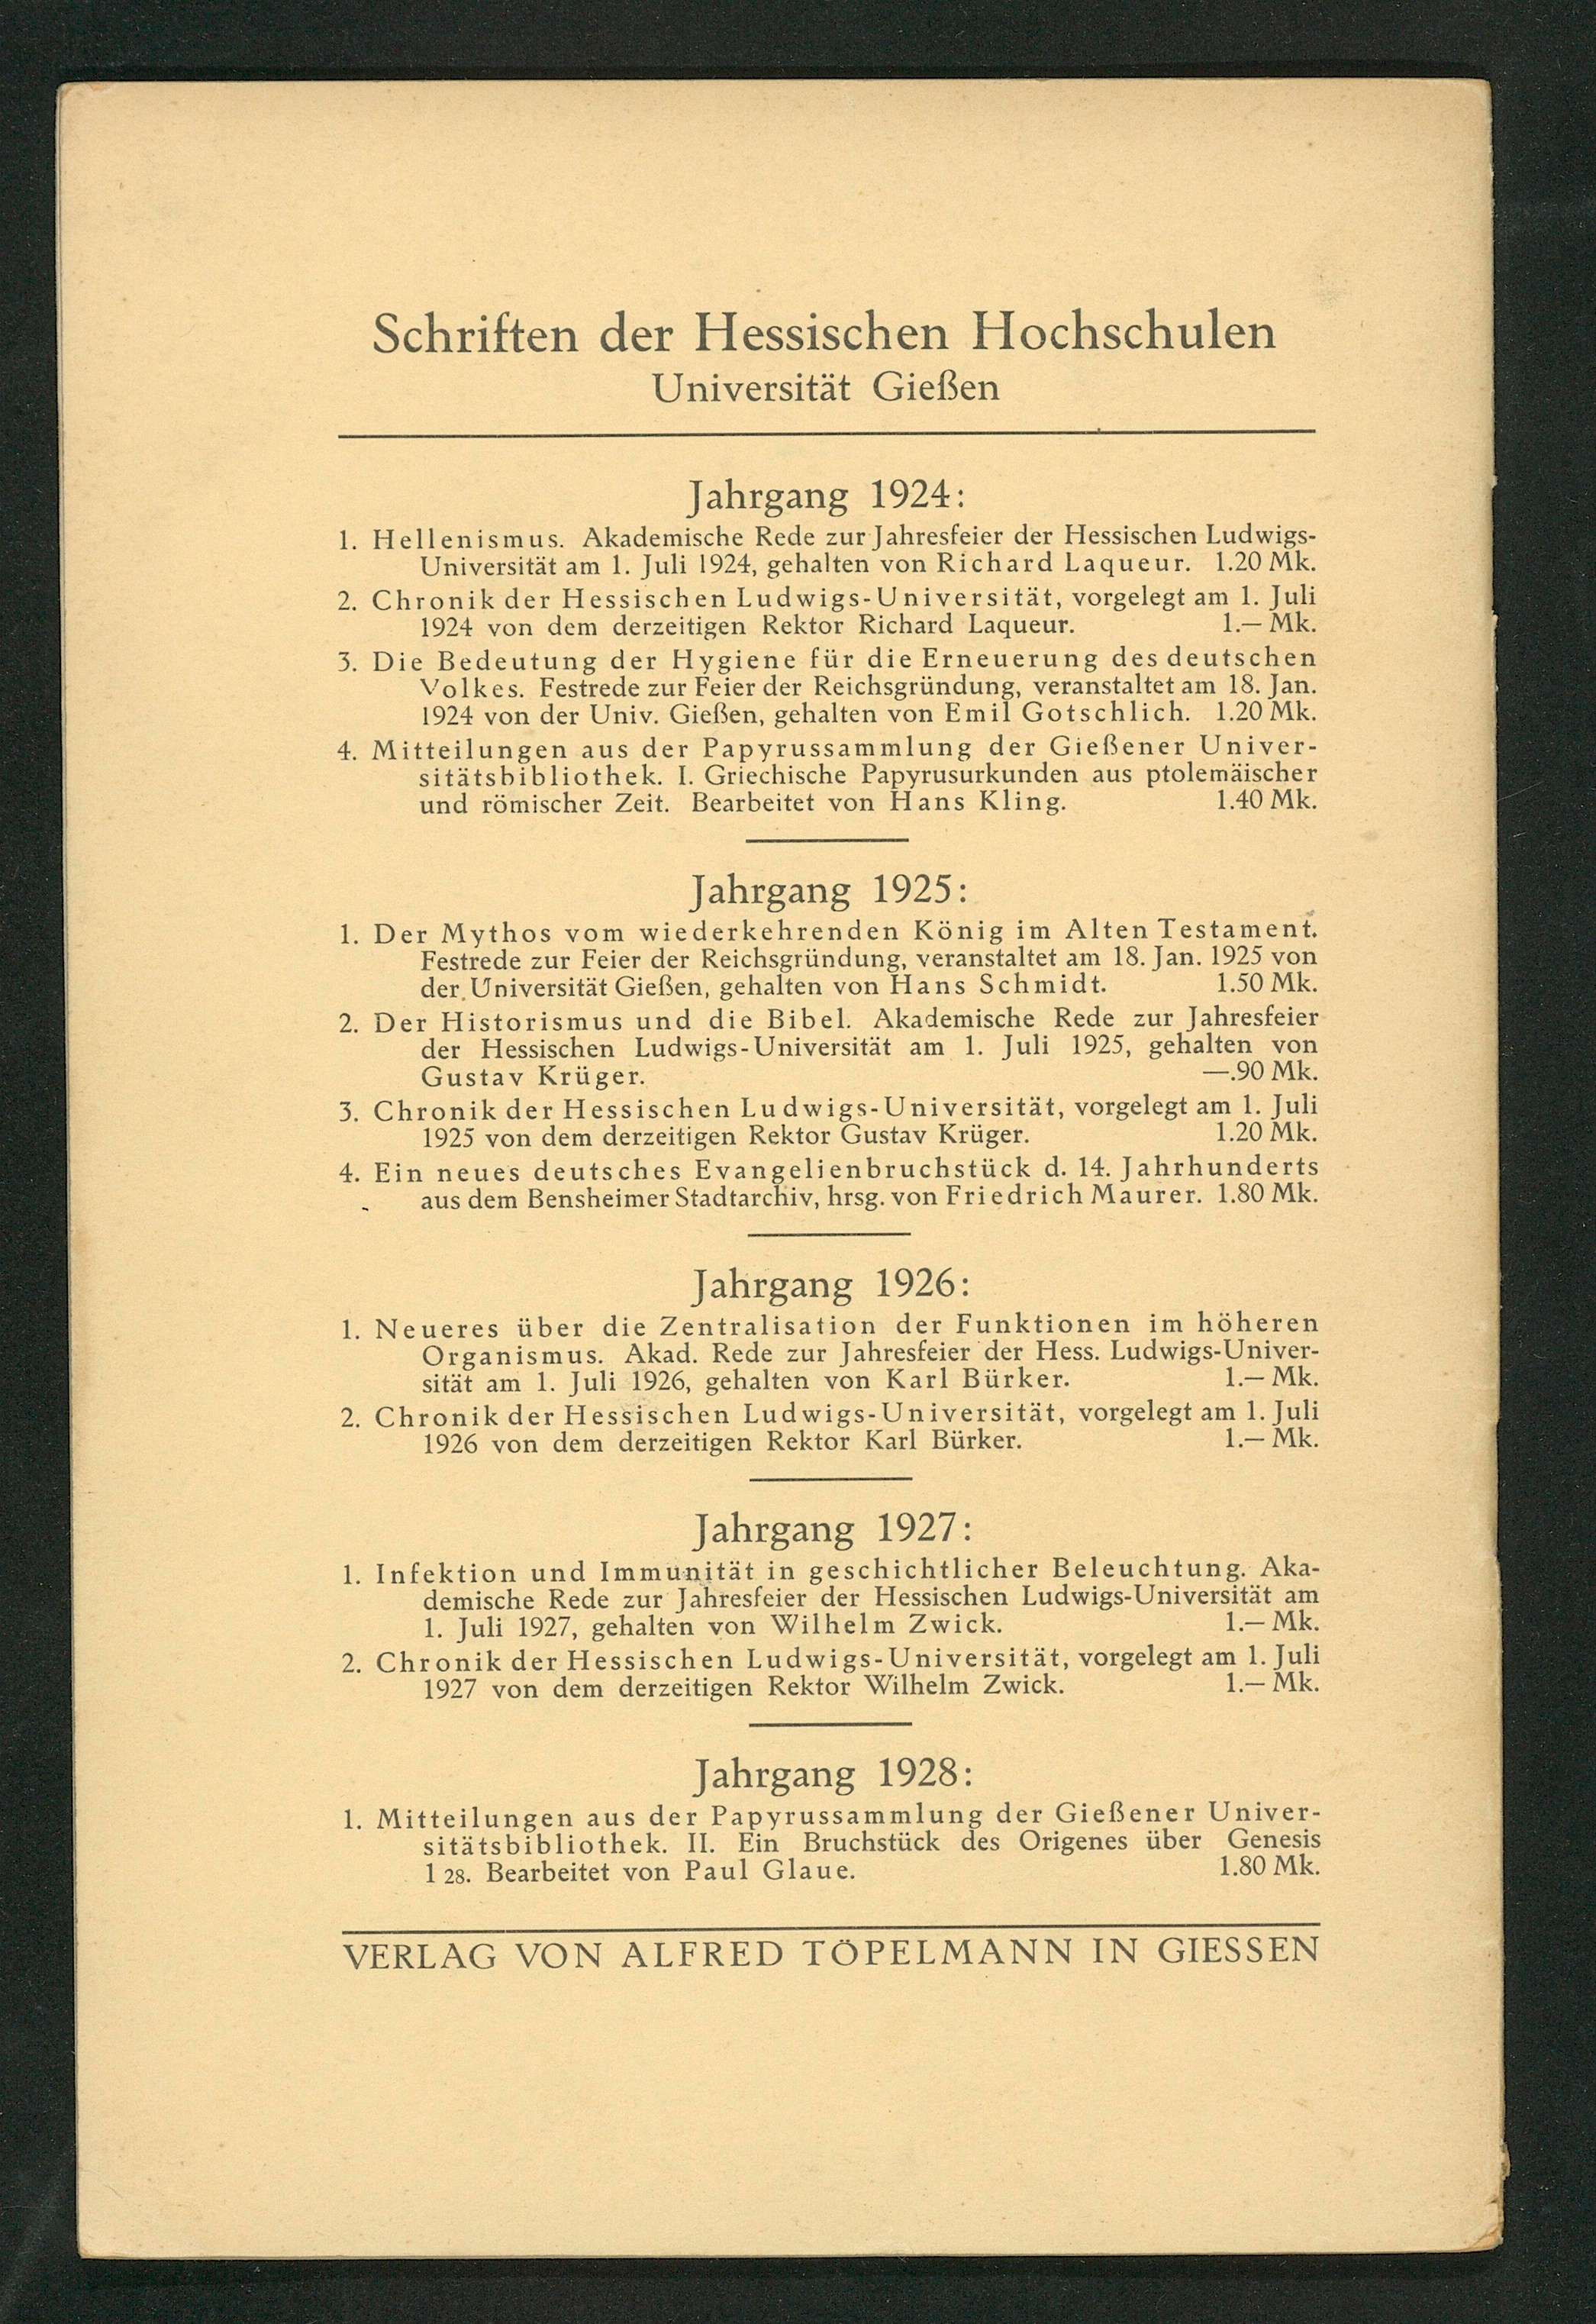 Schriften der Hessischen Hochschulen
Universität Gießen
Jahrgang 1924:
1. Hellenismus. Akademische Rede zur Jahresfeier der Hessischen Ludwigs-
Universität am 1. Juli 1924, gehalten von Richard Laqueur. 1.20 Mk.
2. Chronik der Hessischen Ludwigs-Universität, vorgelegt am 1. Juli
1924 von dem derzeitigen Rektor Richard Laqueur. 1.— Mk.
3. Die Bedeutung der Hygiene für die Erneuerung des deutschen
Volkes. Festrede zur Feier der Reichsgründung, veranstaltet am 18. Jan.
1924 von der Univ. Gießen, gehalten von Emil Gotschlich. 1.20 Mk.
4. Mitteilungen aus der Papyrussammlung der Gießener Univer-
sitätsbibliothek. I. Griechische Papyrusurkunden aus ptolemäischer
und römischer Zeit. Bearbeitet von Hans Kling. 1.40 Mk.
Jahrgang 1925:
1. Der Mythos vom wiederkehrenden König im Alten Testament.
Festrede zur Feier der Reichsgründung, veranstaltet am 18. Jan. 1925 von
der Universität Gießen, gehalten von Hans Schmidt. 1.50 Mk.
2. Der Historismus und die Bibel. Akademische Rede zur Jahresfeier
der Hessischen Ludwigs-Universität am 1. Juli 1925, gehalten von
Gustav Krüger. —.90 Mk.
3. Chronik der Hessischen Ludwigs-Universität, vorgelegt am 1. Juli
1925 von dem derzeitigen Rektor Gustav Krüger. 1.20 Mk.
4. Ein neues deutsches Evangelienbruchstück d. 14. Jahrhunderts
aus dem Bensheimer Stadtarchiv, hrsg. von Friedrich Maurer. 1.80 Mk.
Jahrgang 1926:
1. Neueres über die Zentralisation der Funktionen im höheren
Organismus. Akad. Rede zur Jahresfeier der Hess. Ludwigs-Univer-
sität am 1. Juli 1926, gehalten von Karl Bürker. 1.— Mk.
2. Chronik der Hessischen Ludwigs-Universität, vorgelegt am 1. Juli
1926 von dem derzeitigen Rektor Karl Bürker. 1.— Mk.
Jahrgang 1927:
1. Infektion und Immunität in geschichtlicher Beleuchtung. Aka-
demische Rede zur Jahresfeier der Hessischen Ludwigs-Universität am
1. Juli 1927, gehalten von Wilhelm Zwick. 1.— Mk.
2. Chronik der Hessischen Ludwigs-Universität, vorgelegt am 1. Juli
1927 von dem derzeitigen Rektor Wilhelm Zwick. 1.— Mk.
Jahrgang 1928:
1. Mitteilungen aus der Papyrussammlung der Gießener Univer-
sitätsbibliothek. II. Ein Bruchstück des Origenes über Genesis
1 28. Bearbeitet von Paul Glaue. 1.80 Mk.
VERLAG VON ALFRED TÖPELMANN IN GIESSEN